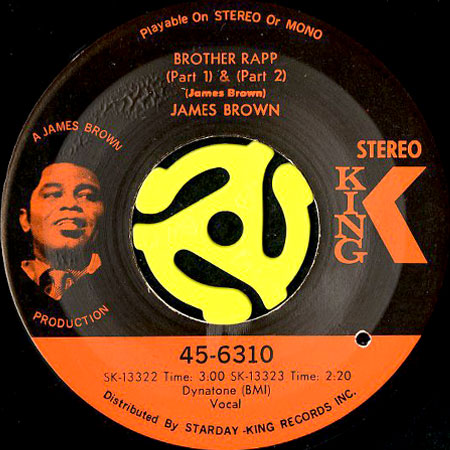 Playable On STEREO Or MONO
BROTHER RAPP
(Part 1) & (Part 2)
(James Brown)
JAMES BROWN
A JAMES BROWN
PRODUCTION
STEREO
KING
45-6310
SK-13322 Time: 3:00 SK-13323 Time: 2:20
Dynatone (BMI)
Vocal
Distributed By STARDAY-KING RECORDS INC.